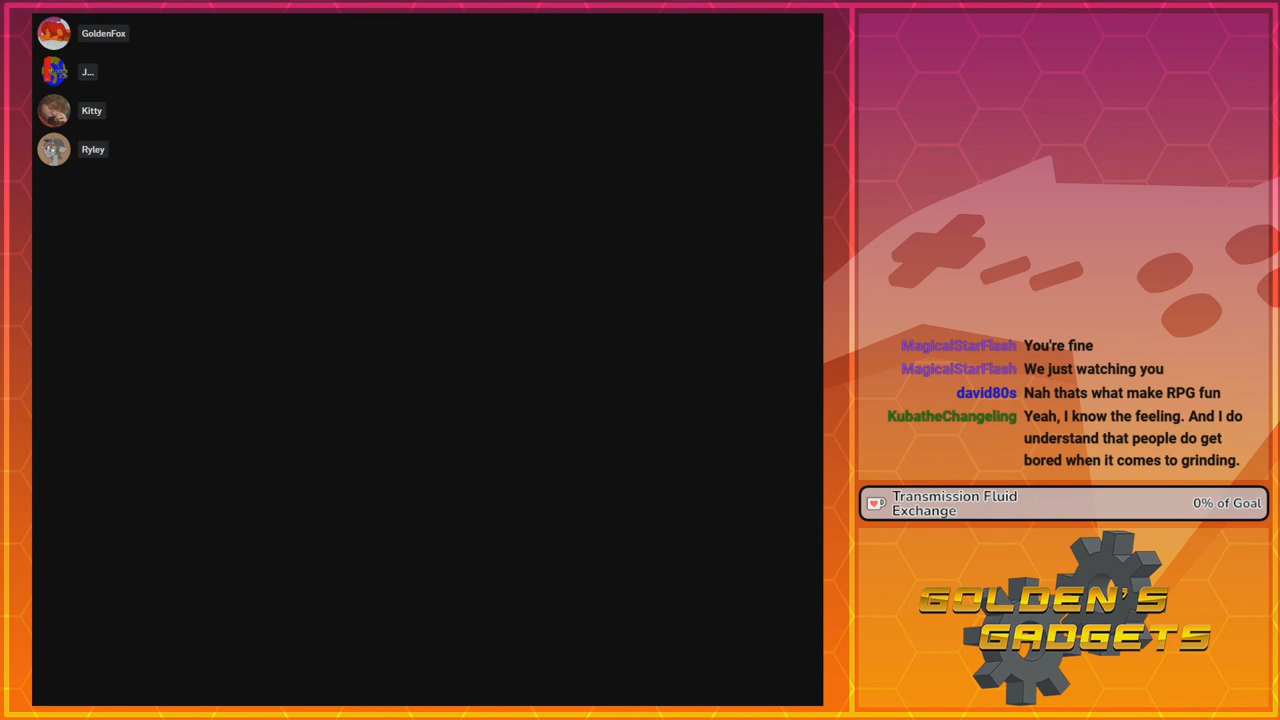 GoldenFox
J...
Kitty
Ryley
MagicalStarFlash You're fine
MagicalStarFlash We just watching you
david80s Nah thats what make RPG fun
KubatheChangeling Yeah, I know the feeling. And I do
understand that people do get
bored when it comes to grinding.
Transmission Fluid
Exchange
0% of Goal
GOLDEN'S
GADGETS